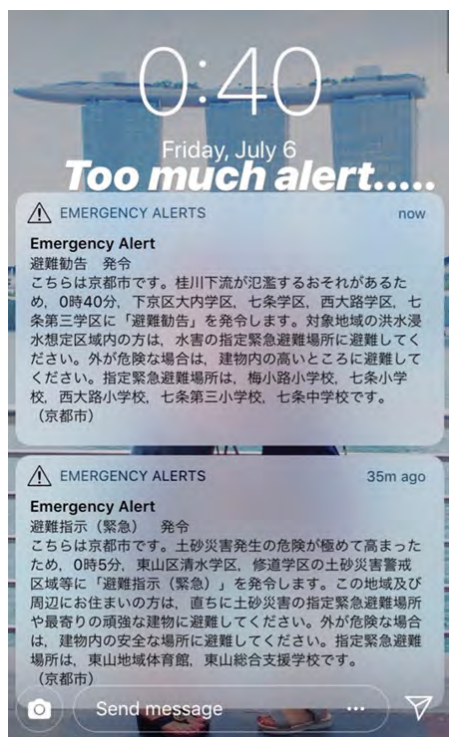 0:40
Friday, July 6
Too much alert.....
EMERGENCY ALERTS now
Emergency Alert
避難勧告　発令
こちらは京都市です。桂川下流が氾濫するおそれがあるた
め，0時40分，下京区大内学区，七条学区，西大路学区，七
条第三学区に「避難勧告」を発令します。対象地域の洪水浸
水想定区域内の方は，水害の指定緊急避難場所に避難してく
ださい。外が危険な場合は，建物内の高いところに避難して
ください。指定緊急避難場所は，梅小路小学校，七条小学
校，西大路小学校，七条第三小学校，七条中学校です。
（京都市）
EMERGENCY ALERTS 35m ago
Emergency Alert
避難指示（緊急）　発令
こちらは京都市です。土砂災害発生の危険が極めて高まった
ため，0時5分，東山区清水学区，修道学区の土砂災害警戒
区域等に「避難指示（緊急）」を発令します。この地域及び
周辺にお住まいの方は，直ちに土砂災害の指定緊急避難場所
や最寄りの頑強な建物に避難してください。外が危険な場合
は，建物内の安全な場所に避難してください。指定緊急避難
場所は，東山地域体育館，東山総合支援学校です。
（京都市）
Send message